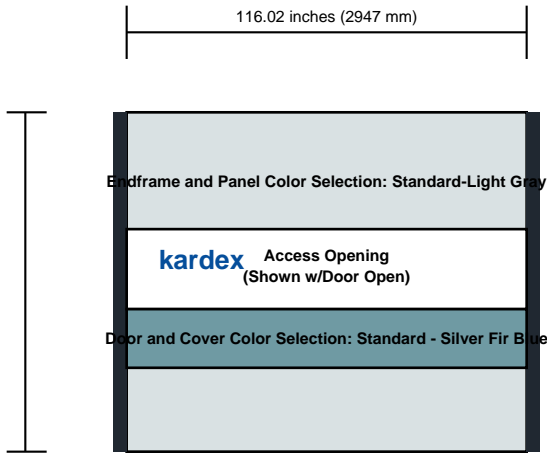 116.02 inches (2947 mm)
Endframe and Panel Color Selection: Standard-Light Gray
kardex
Access Opening
(Shown w/Door Open)
Door and Cover Color Selection: Standard - Silver Fir Blue